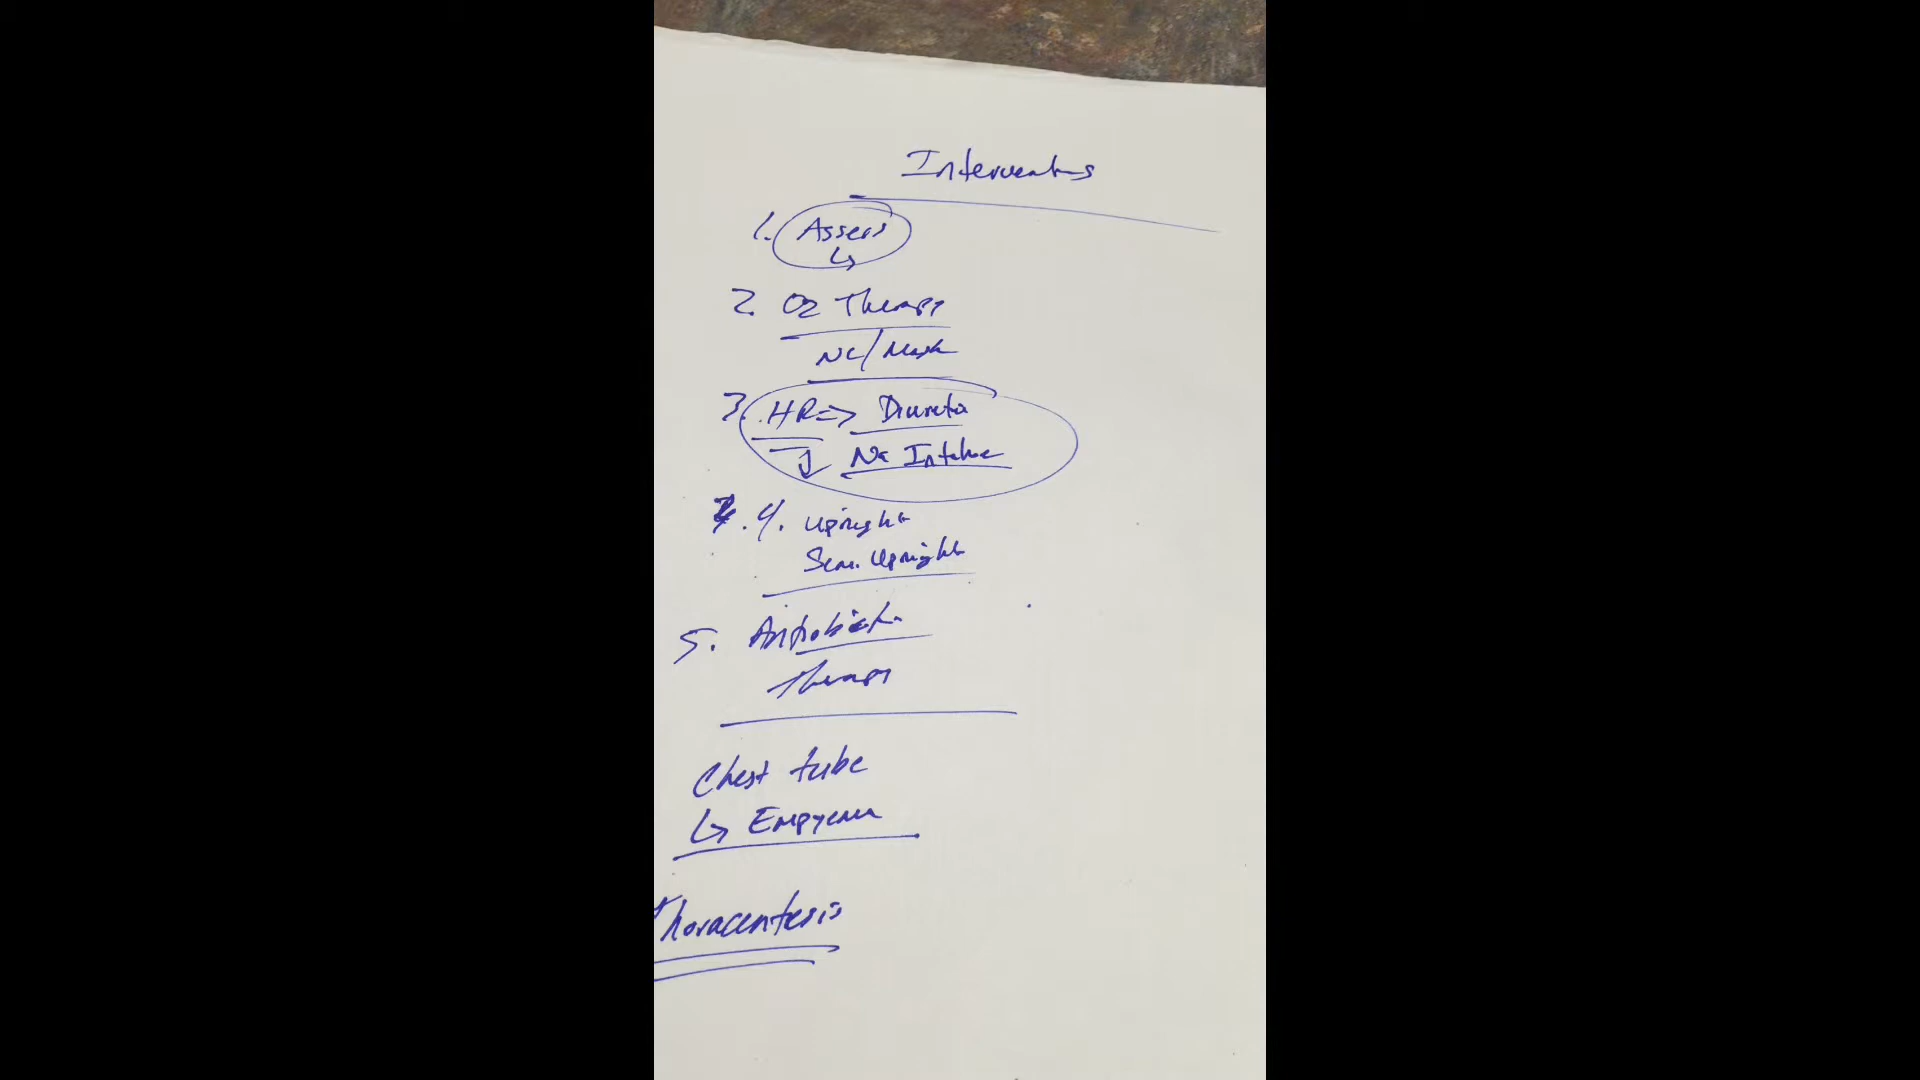 Interventions
1. Assess
↳
2. O2 Therapy
NC/Mask
3. HR=> Diuretic
↓ Na Intake
4. Upright
Semi Upright
5. Antibiotic
Therapy
Chest tube
↳ Empyema
Thoracentesis